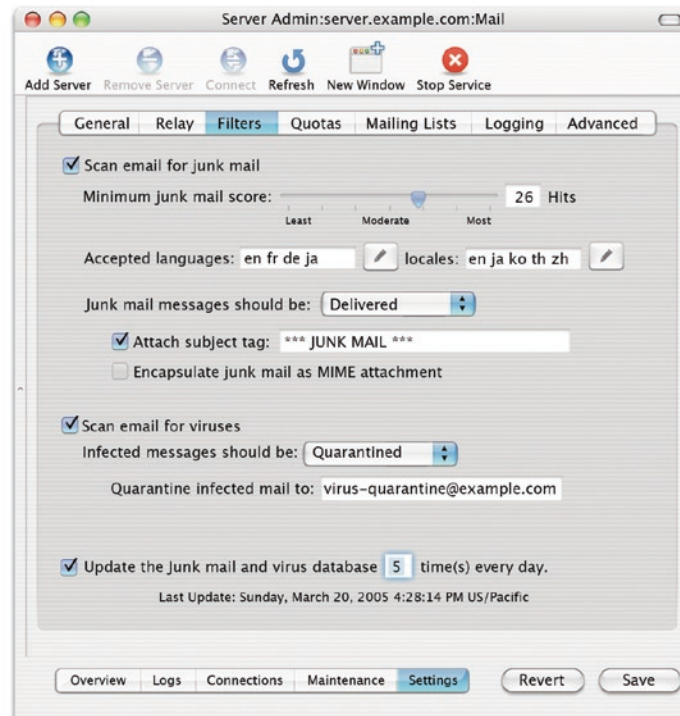 Server Admin:server.example.com:Mail
Add Server Remove Server Connect Refresh New Window Stop Service
General Relay Filters Quotas Mailing Lists Logging Advanced
Scan email for junk mail
Minimum junk mail score: 26 Hits
Least Moderate Most
Accepted languages: en fr de ja locales: en ja ko th zh
Junk mail messages should be: Delivered
Attach subject tag: *** JUNK MAIL ***
Encapsulate junk mail as MIME attachment
Scan email for viruses
Infected messages should be: Quarantined
Quarantine infected mail to: virus-quarantine@example.com
Update the Junk mail and virus database 5 time(s) every day.
Last Update: Sunday, March 20, 2005 4:28:14 PM US/Pacific
Overview Logs Connections Maintenance Settings Revert Save